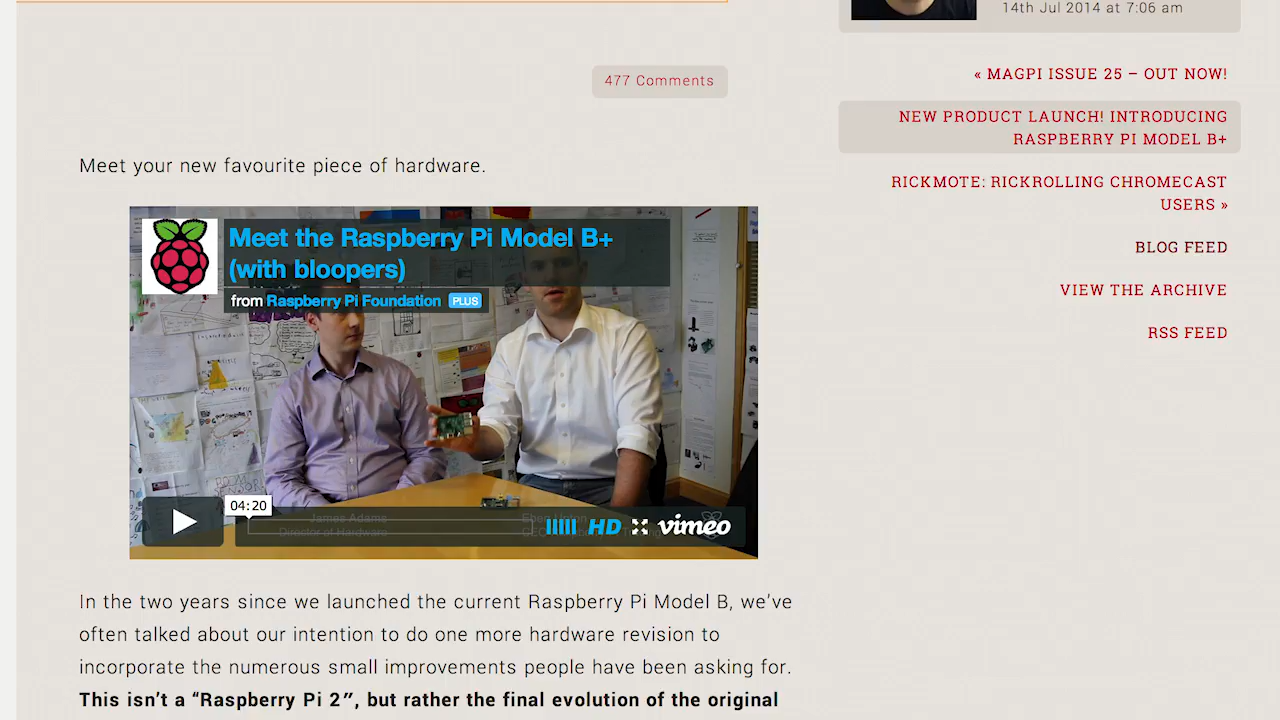 14th Jul 2014 at 7:06 am
477 Comments
« MAGPI ISSUE 25 – OUT NOW!
NEW PRODUCT LAUNCH! INTRODUCING
RASPBERRY PI MODEL B+
RICKMOTE: RICKROLLING CHROMECAST
USERS »
BLOG FEED
VIEW THE ARCHIVE
RSS FEED
Meet your new favourite piece of hardware.
Meet the Raspberry Pi Model B+
(with bloopers)
from Raspberry Pi Foundation PLUS
04:20
James Adams
Director of Hardware
HD
vimeo
In the two years since we launched the current Raspberry Pi Model B, we’ve
often talked about our intention to do one more hardware revision to
incorporate the numerous small improvements people have been asking for.
This isn’t a “Raspberry Pi 2″, but rather the final evolution of the original